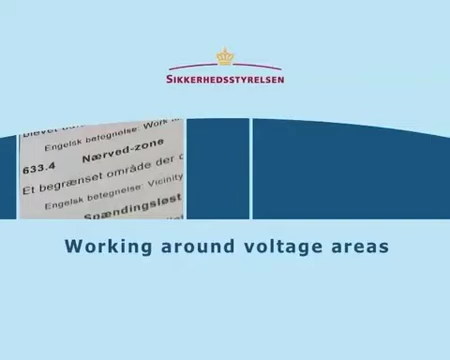 SIKKERHEDSSTYRELSEN
Engelsk betegnelse: Work
633.4 Nærved-zone
Et begrænset område der
Engelsk betegnelse: Vicinity
Spændingsløst
Working around voltage areas